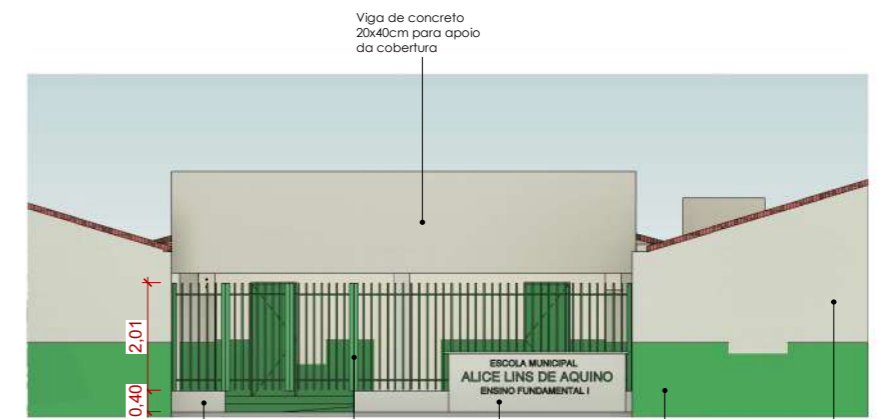 Viga de concreto
20x40cm para apoio
da cobertura
2,01
0,40
ESCOLA MUNICIPAL
ALICE LINS DE AQUINO
ENSINO FUNDAMENTAL I